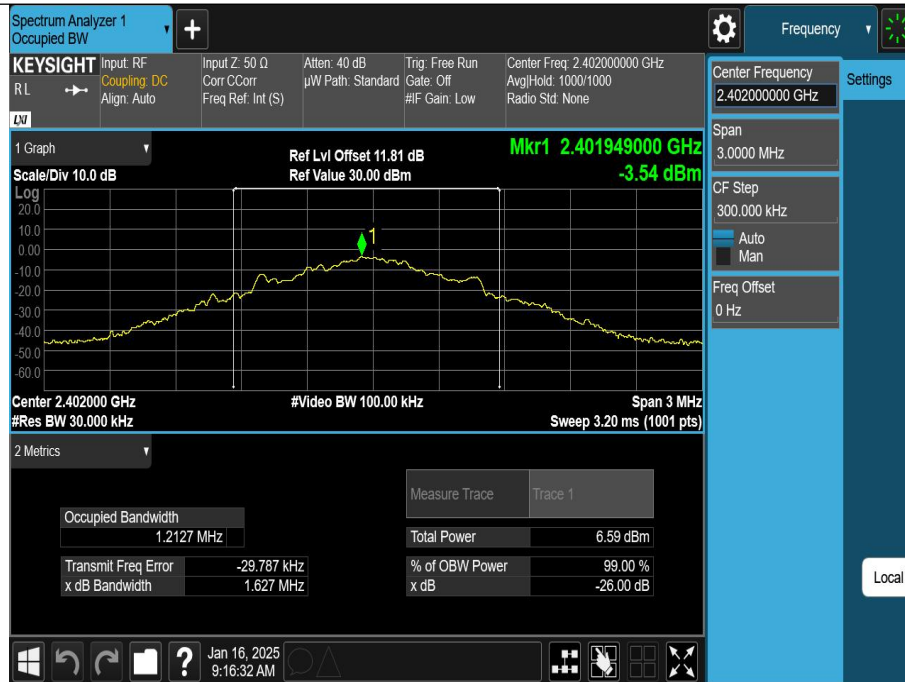 Spectrum Analyzer 1
Occupied BW
+
Frequency
KEYSIGHT
R L
LXI
Input: RF
Coupling: DC
Align: Auto
Input Z: 50 Ω
Corr CCorr
Freq Ref: Int (S)
Atten: 40 dB
µW Path: Standard
Trig: Free Run
Gate: Off
#IF Gain: Low
Center Freq: 2.402000000 GHz
Avg|Hold: 1000/1000
Radio Std: None
Center Frequency
2.402000000 GHz
Settings
Span
3.0000 MHz
CF Step
300.000 kHz
Auto
Man
Freq Offset
0 Hz
Local
1 Graph
Scale/Div 10.0 dB
Ref Lvl Offset 11.81 dB
Ref Value 30.00 dBm
Mkr1 2.401949000 GHz
-3.54 dBm
Log
20.0
10.0
0.00
-10.0
-20.0
-30.0
-40.0
-50.0
-60.0
1
Center 2.402000 GHz
#Video BW 100.00 kHz
Span 3 MHz
#Res BW 30.000 kHz
Sweep 3.20 ms (1001 pts)
2 Metrics
Measure Trace
Trace 1
Occupied Bandwidth
1.2127 MHz
Total Power
6.59 dBm
Transmit Freq Error
-29.787 kHz
% of OBW Power
99.00 %
x dB Bandwidth
1.627 MHz
x dB
-26.00 dB
?
Jan 16, 2025
9:16:32 AM